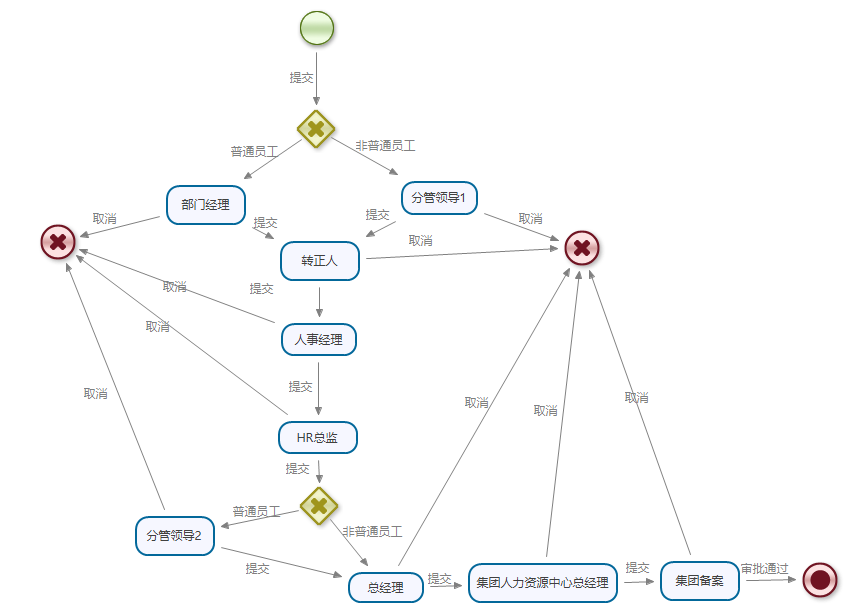 提交
普通员工
非普通员工
部门经理
分管领导1
取消
提交
提交
取消
取消
转正人
取消
提交
取消
人事经理
提交
取消
取消
取消
取消
HR总监
提交
普通员工
非普通员工
分管领导2
提交
总经理
提交
集团人力资源中心总经理
提交
集团备案
审批通过